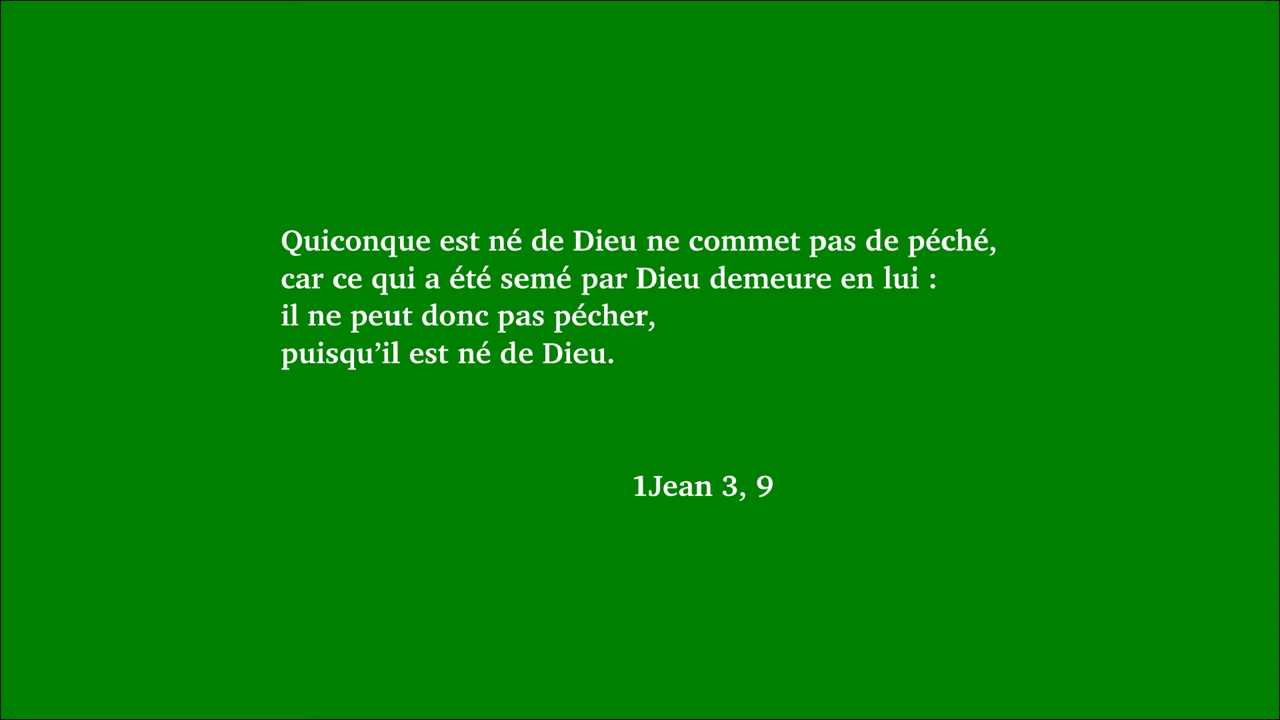 Quiconque est né de Dieu ne commet pas de péché,
car ce qui a été semé par Dieu demeure en lui :
il ne peut donc pas pécher,
puisqu’il est né de Dieu.
1Jean 3, 9